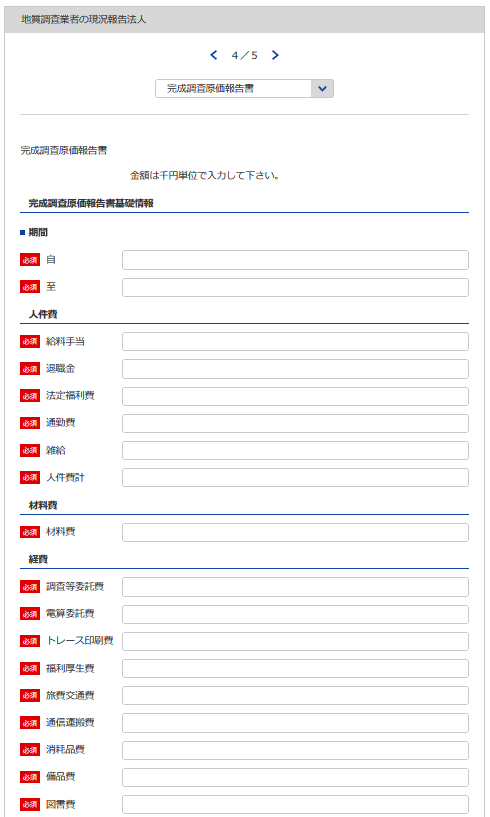 地質調査業者の現況報告法人
4／5
完成調査原価報告書
完成調査原価報告書
金額は千円単位で入力して下さい。
完成調査原価報告書基礎情報
期間
必須 自
必須 至
人件費
必須 給料手当
必須 退職金
必須 法定福利費
必須 通勤費
必須 雑給
必須 人件費計
材料費
必須 材料費
経費
必須 調査等委託費
必須 電算委託費
必須 トレース印刷費
必須 福利厚生費
必須 旅費交通費
必須 通信運搬費
必須 消耗品費
必須 備品費
必須 図書費